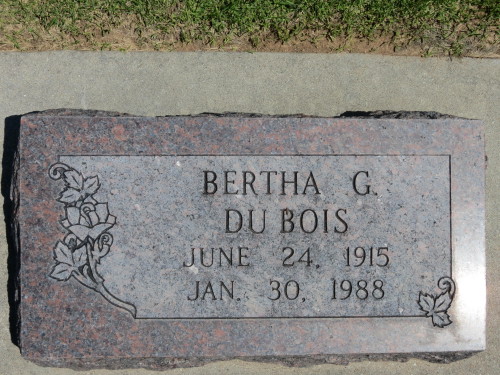 BERTHA G.
DU BOIS
JUNE 24, 1915
JAN. 30, 1988